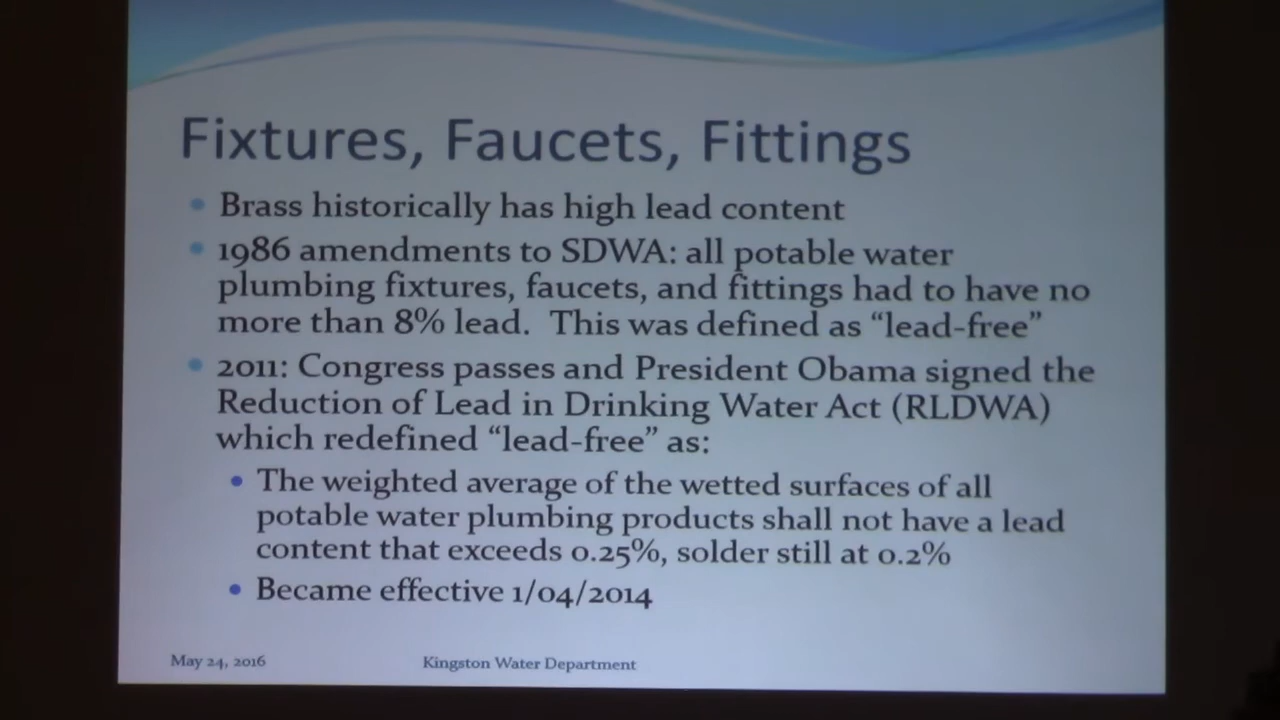 Fixtures, Faucets, Fittings
• Brass historically has high lead content
• 1986 amendments to SDWA: all potable water
plumbing fixtures, faucets, and fittings had to have no
more than 8% lead. This was defined as “lead-free”
• 2011: Congress passes and President Obama signed the
Reduction of Lead in Drinking Water Act (RLDWA)
which redefined “lead-free” as:
• The weighted average of the wetted surfaces of all
potable water plumbing products shall not have a lead
content that exceeds 0.25%, solder still at 0.2%
• Became effective 1/04/2014
May 24, 2016
Kingston Water Department